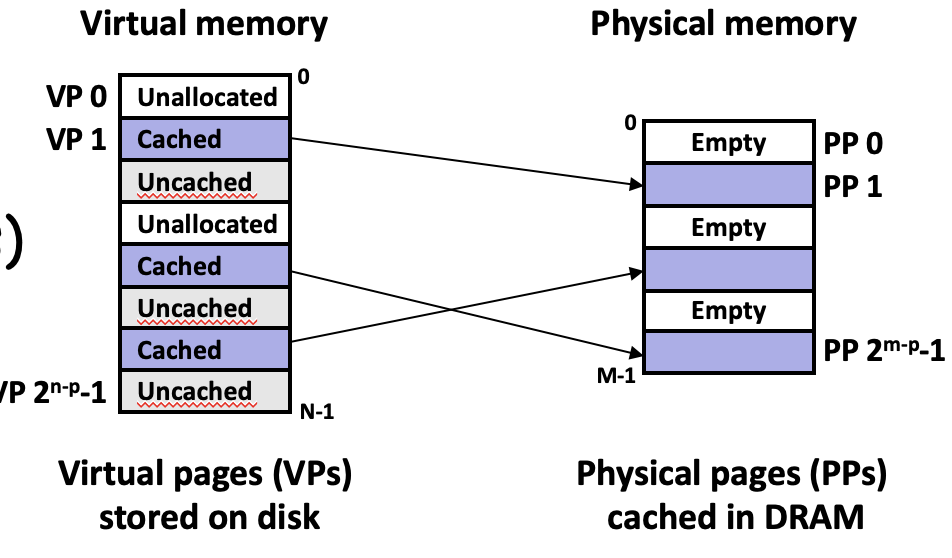 Virtual memory
Physical memory
0
VP 0
Unallocated
VP 1
Cached
Uncached
Unallocated
)
Cached
Uncached
Cached
VP 2ⁿ⁻ᵖ-1
Uncached
N-1
0
Empty
PP 0
PP 1
Empty
Empty
PP 2ᵐ⁻ᵖ-1
M-1
Virtual pages (VPs)
stored on disk
Physical pages (PPs)
cached in DRAM